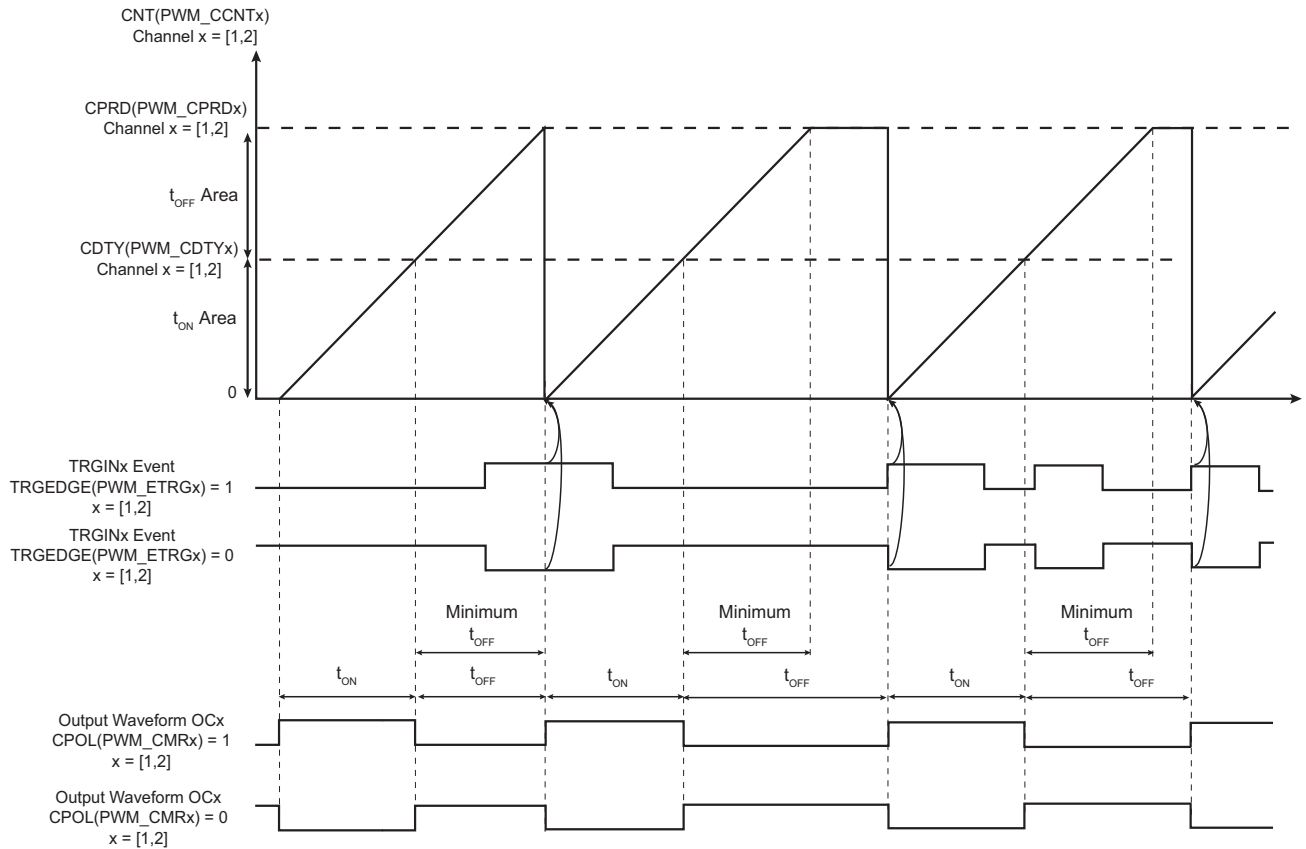 CNT(PWM_CCNTx)
Channel x = [1,2]
CPRD(PWM_CPRDx)
Channel x = [1,2]
tOFF Area
CDTY(PWM_CDTYx)
Channel x = [1,2]
tON Area
0
TRGINx Event
TRGEDGE(PWM_ETRGx) = 1
x = [1,2]
TRGINx Event
TRGEDGE(PWM_ETRGx) = 0
x = [1,2]
Minimum
tOFF
Minimum
tOFF
Minimum
tOFF
tON
tOFF
tON
tOFF
tON
tOFF
Output Waveform OCx
CPOL(PWM_CMRx) = 1
x = [1,2]
Output Waveform OCx
CPOL(PWM_CMRx) = 0
x = [1,2]